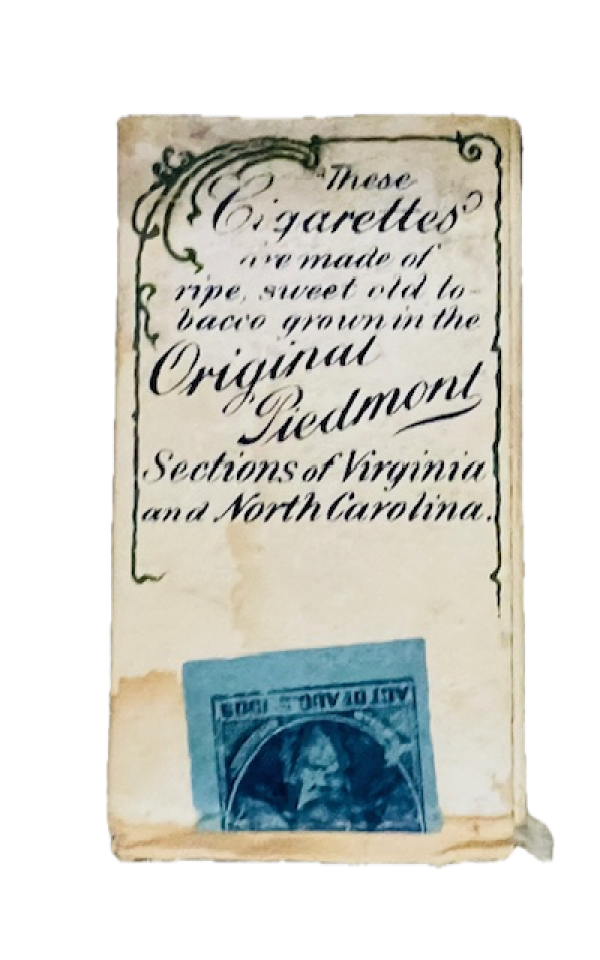 These
Cigarettes
are made of
ripe, sweet old to-
bacco grown in the
Original
Piedmont
Sections of Virginia
and North Carolina.
ACT OF AUG. 5, 1909